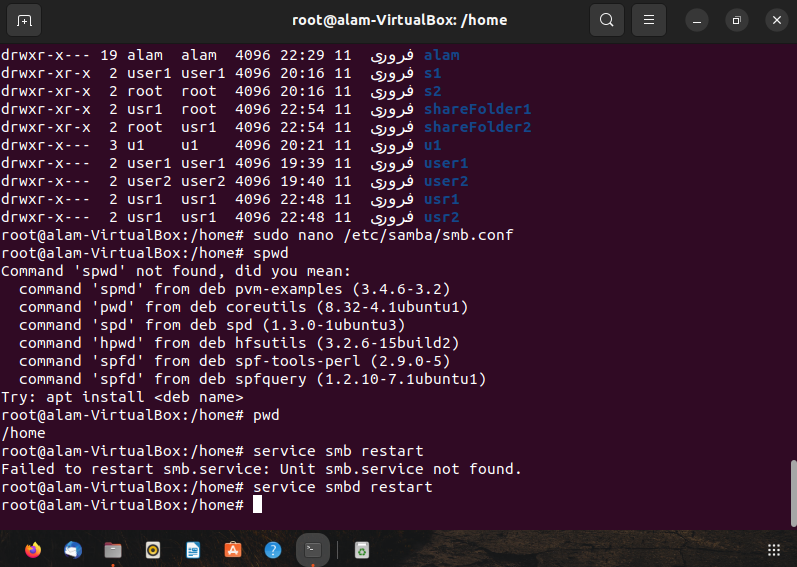 root@alam-VirtualBox: /home
drwxr-x--- 19 alam  alam  4096 22:29 11  فروری alam
drwxr-xr-x  2 user1 user1 4096 20:16 11  فروری s1
drwxr-xr-x  2 root  root  4096 20:16 11  فروری s2
drwxr-xr-x  2 usr1  root  4096 22:54 11  فروری shareFolder1
drwxr-xr-x  2 root  usr1  4096 22:54 11  فروری shareFolder2
drwxr-x---  3 u1    u1    4096 20:21 11  فروری u1
drwxr-x---  2 user1 user1 4096 19:39 11  فروری user1
drwxr-x---  2 user2 user2 4096 19:40 11  فروری user2
drwxr-x---  2 usr1  usr1  4096 22:48 11  فروری usr1
drwxr-x---  2 usr1  usr1  4096 22:48 11  فروری usr2
root@alam-VirtualBox:/home# sudo nano /etc/samba/smb.conf
root@alam-VirtualBox:/home# spwd
Command 'spwd' not found, did you mean:
  command 'spmd' from deb pvm-examples (3.4.6-3.2)
  command 'pwd' from deb coreutils (8.32-4.1ubuntu1)
  command 'spd' from deb spd (1.3.0-1ubuntu3)
  command 'hpwd' from deb hfsutils (3.2.6-15build2)
  command 'spfd' from deb spf-tools-perl (2.9.0-5)
  command 'spfd' from deb spfquery (1.2.10-7.1ubuntu1)
Try: apt install <deb name>
root@alam-VirtualBox:/home# pwd
/home
root@alam-VirtualBox:/home# service smb restart
Failed to restart smb.service: Unit smb.service not found.
root@alam-VirtualBox:/home# service smbd restart
root@alam-VirtualBox:/home#